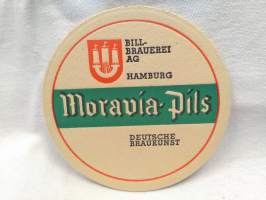 BILL-
BRAUEREI
AG
HAMBURG
Moravia-Pils
DEUTSCHE
BRAUKUNST